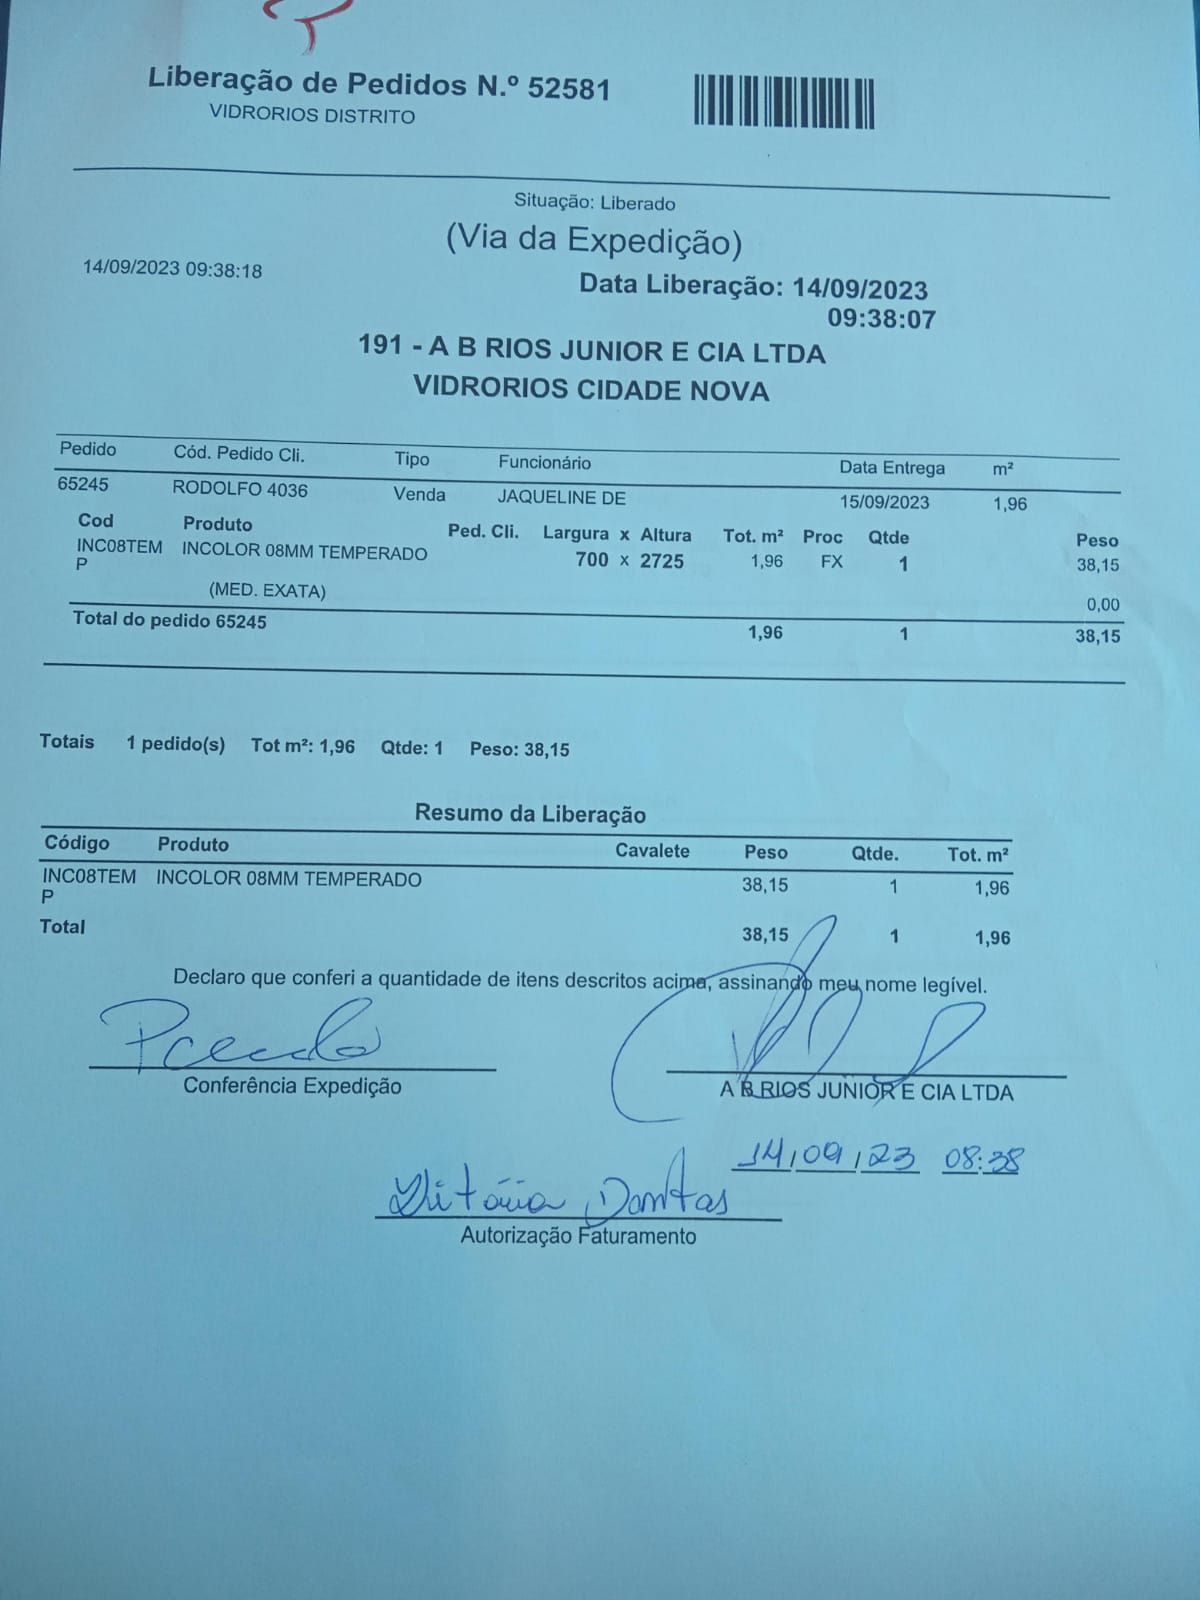 Liberação de Pedidos N.º 52581
VIDRORIOS DISTRITO
Situação: Liberado
(Via da Expedição)
14/09/2023 09:38:18
Data Liberação: 14/09/2023
09:38:07
191 - A B RIOS JUNIOR E CIA LTDA
VIDRORIOS CIDADE NOVA
Pedido Cód. Pedido Cli. Tipo Funcionário Data Entrega m²
65245 RODOLFO 4036 Venda JAQUELINE DE 15/09/2023 1,96
Cod Produto Ped. Cli. Largura x Altura Tot. m² Proc Qtde Peso
INC08TEM INCOLOR 08MM TEMPERADO 700 x 2725 1,96 FX 1 38,15
P
(MED. EXATA) 0,00
Total do pedido 65245 1,96 1 38,15
Totais 1 pedido(s) Tot m²: 1,96 Qtde: 1 Peso: 38,15
Resumo da Liberação
Código Produto Cavalete Peso Qtde. Tot. m²
INC08TEM INCOLOR 08MM TEMPERADO 38,15 1 1,96
P
Total 38,15 1 1,96
Declaro que conferi a quantidade de itens descritos acima, assinando meu nome legível.
Conferência Expedição
A B RIOS JUNIOR E CIA LTDA
14/09/23 08:38
Vitória Dantas
Autorização Faturamento